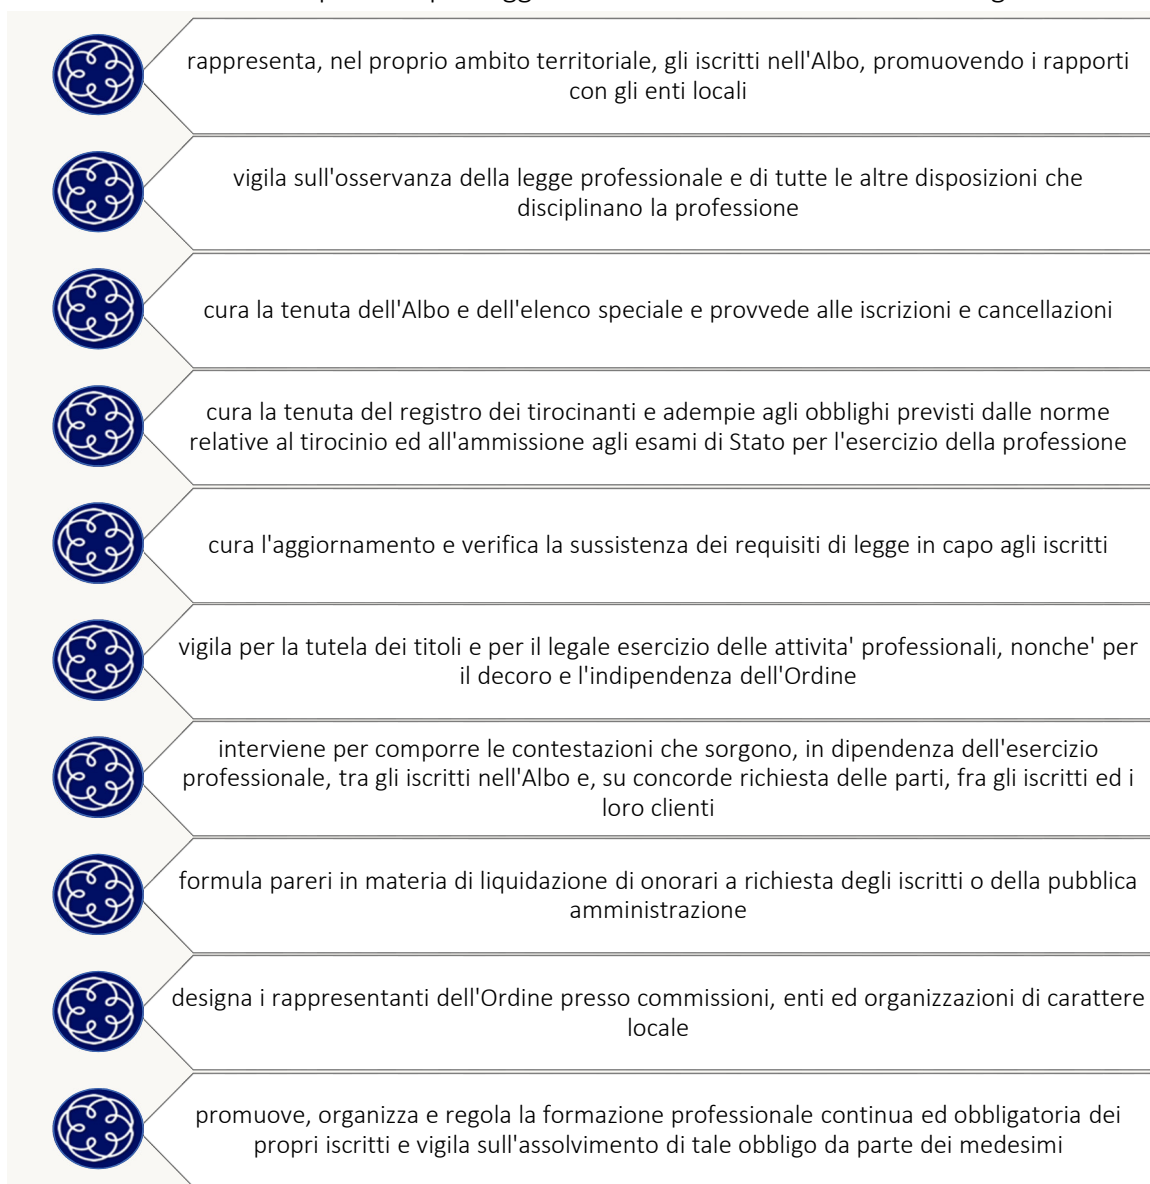 rappresenta, nel proprio ambito territoriale, gli iscritti nell'Albo, promuovendo i rapporti
con gli enti locali
vigila sull'osservanza della legge professionale e di tutte le altre disposizioni che
disciplinano la professione
cura la tenuta dell'Albo e dell'elenco speciale e provvede alle iscrizioni e cancellazioni
cura la tenuta del registro dei tirocinanti e adempie agli obblighi previsti dalle norme
relative al tirocinio ed all'ammissione agli esami di Stato per l'esercizio della professione
cura l'aggiornamento e verifica la sussistenza dei requisiti di legge in capo agli iscritti
vigila per la tutela dei titoli e per il legale esercizio delle attivita' professionali, nonche' per
il decoro e l'indipendenza dell'Ordine
interviene per comporre le contestazioni che sorgono, in dipendenza dell'esercizio
professionale, tra gli iscritti nell'Albo e, su concorde richiesta delle parti, fra gli iscritti ed i
loro clienti
formula pareri in materia di liquidazione di onorari a richiesta degli iscritti o della pubblica
amministrazione
designa i rappresentanti dell'Ordine presso commissioni, enti ed organizzazioni di carattere
locale
promuove, organizza e regola la formazione professionale continua ed obbligatoria dei
propri iscritti e vigila sull'assolvimento di tale obbligo da parte dei medesimi